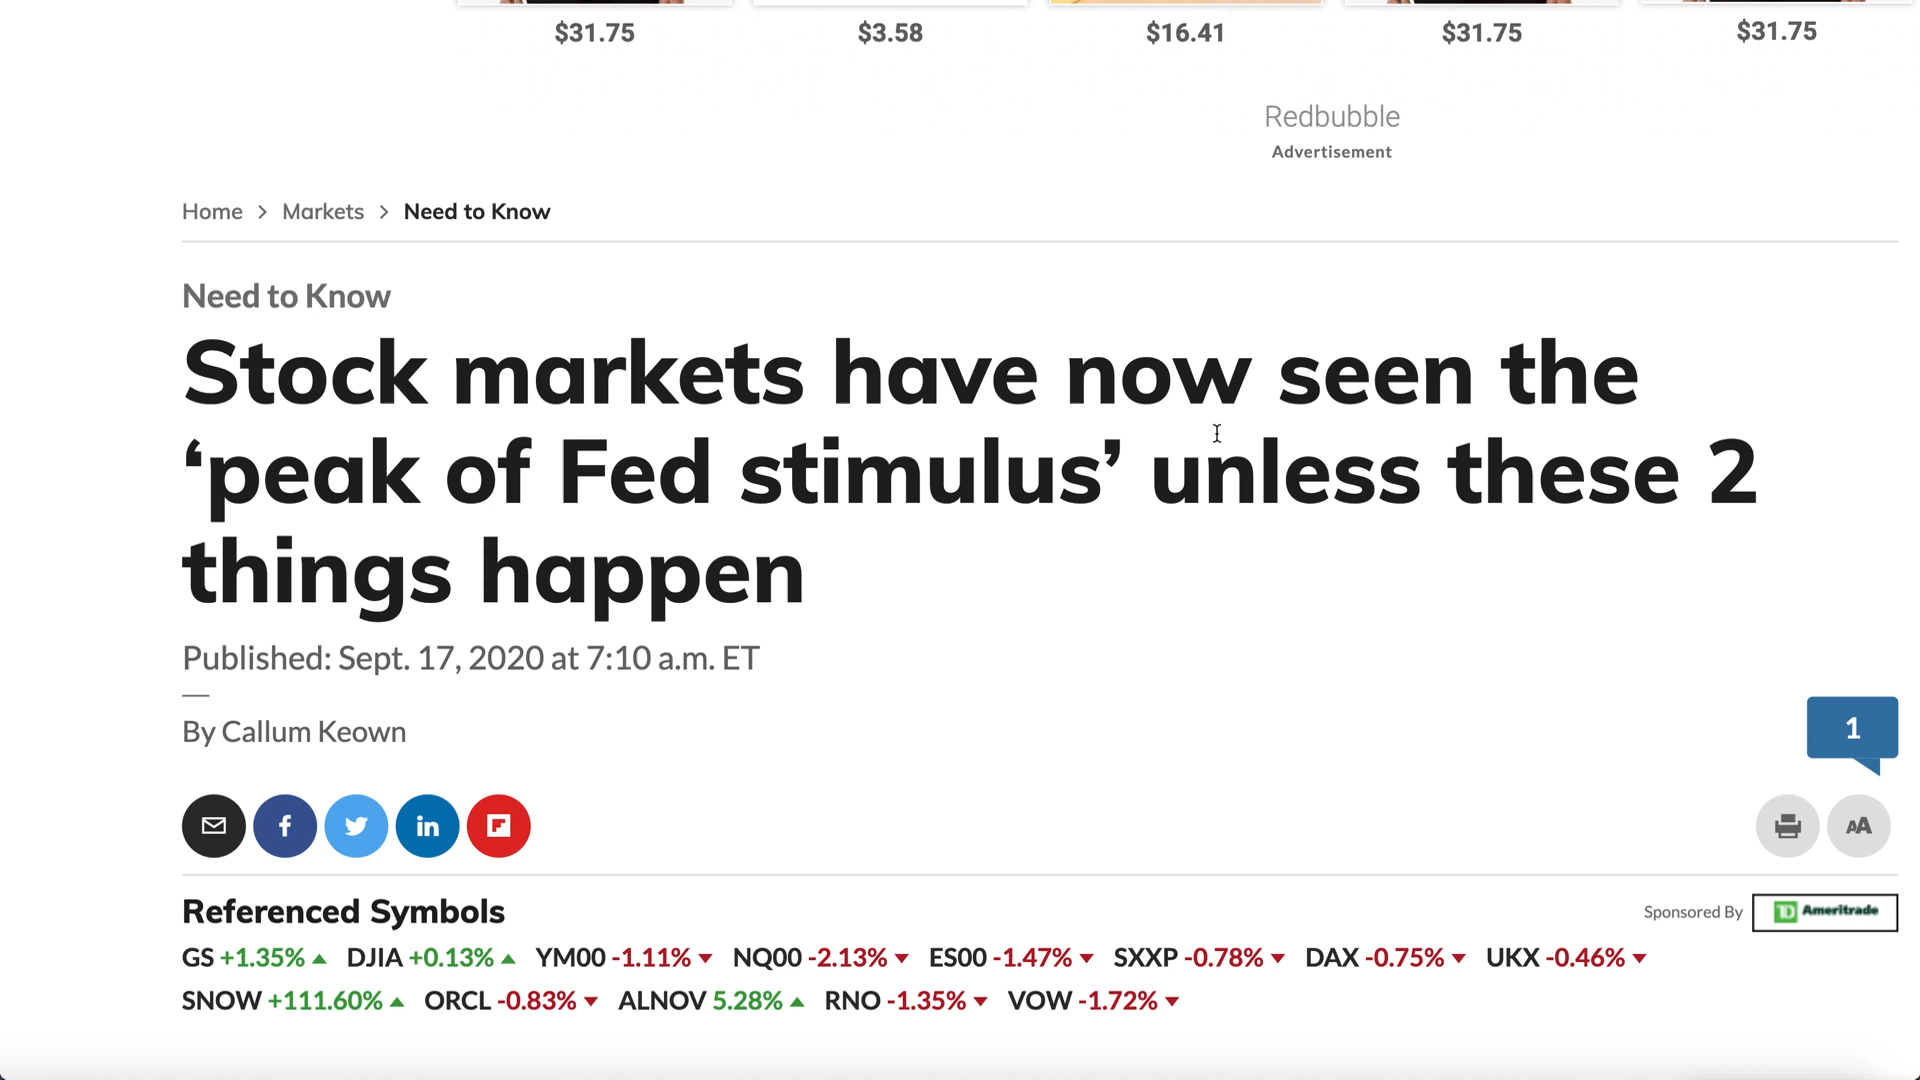 $31.75 $3.58 $16.41 $31.75 $31.75
Redbubble
Advertisement
Home > Markets > Need to Know
Need to Know
Stock markets have now seen the
‘peak of Fed stimulus’ unless these 2
things happen
Published: Sept. 17, 2020 at 7:10 a.m. ET
By Callum Keown
1
f in AA
Referenced Symbols
Sponsored By TD Ameritrade
GS +1.35% DJIA +0.13% YM00 -1.11% NQ00 -2.13% ES00 -1.47% SXXP -0.78% DAX -0.75% UKX -0.46%
SNOW +111.60% ORCL -0.83% ALNOV 5.28% RNO -1.35% VOW -1.72%